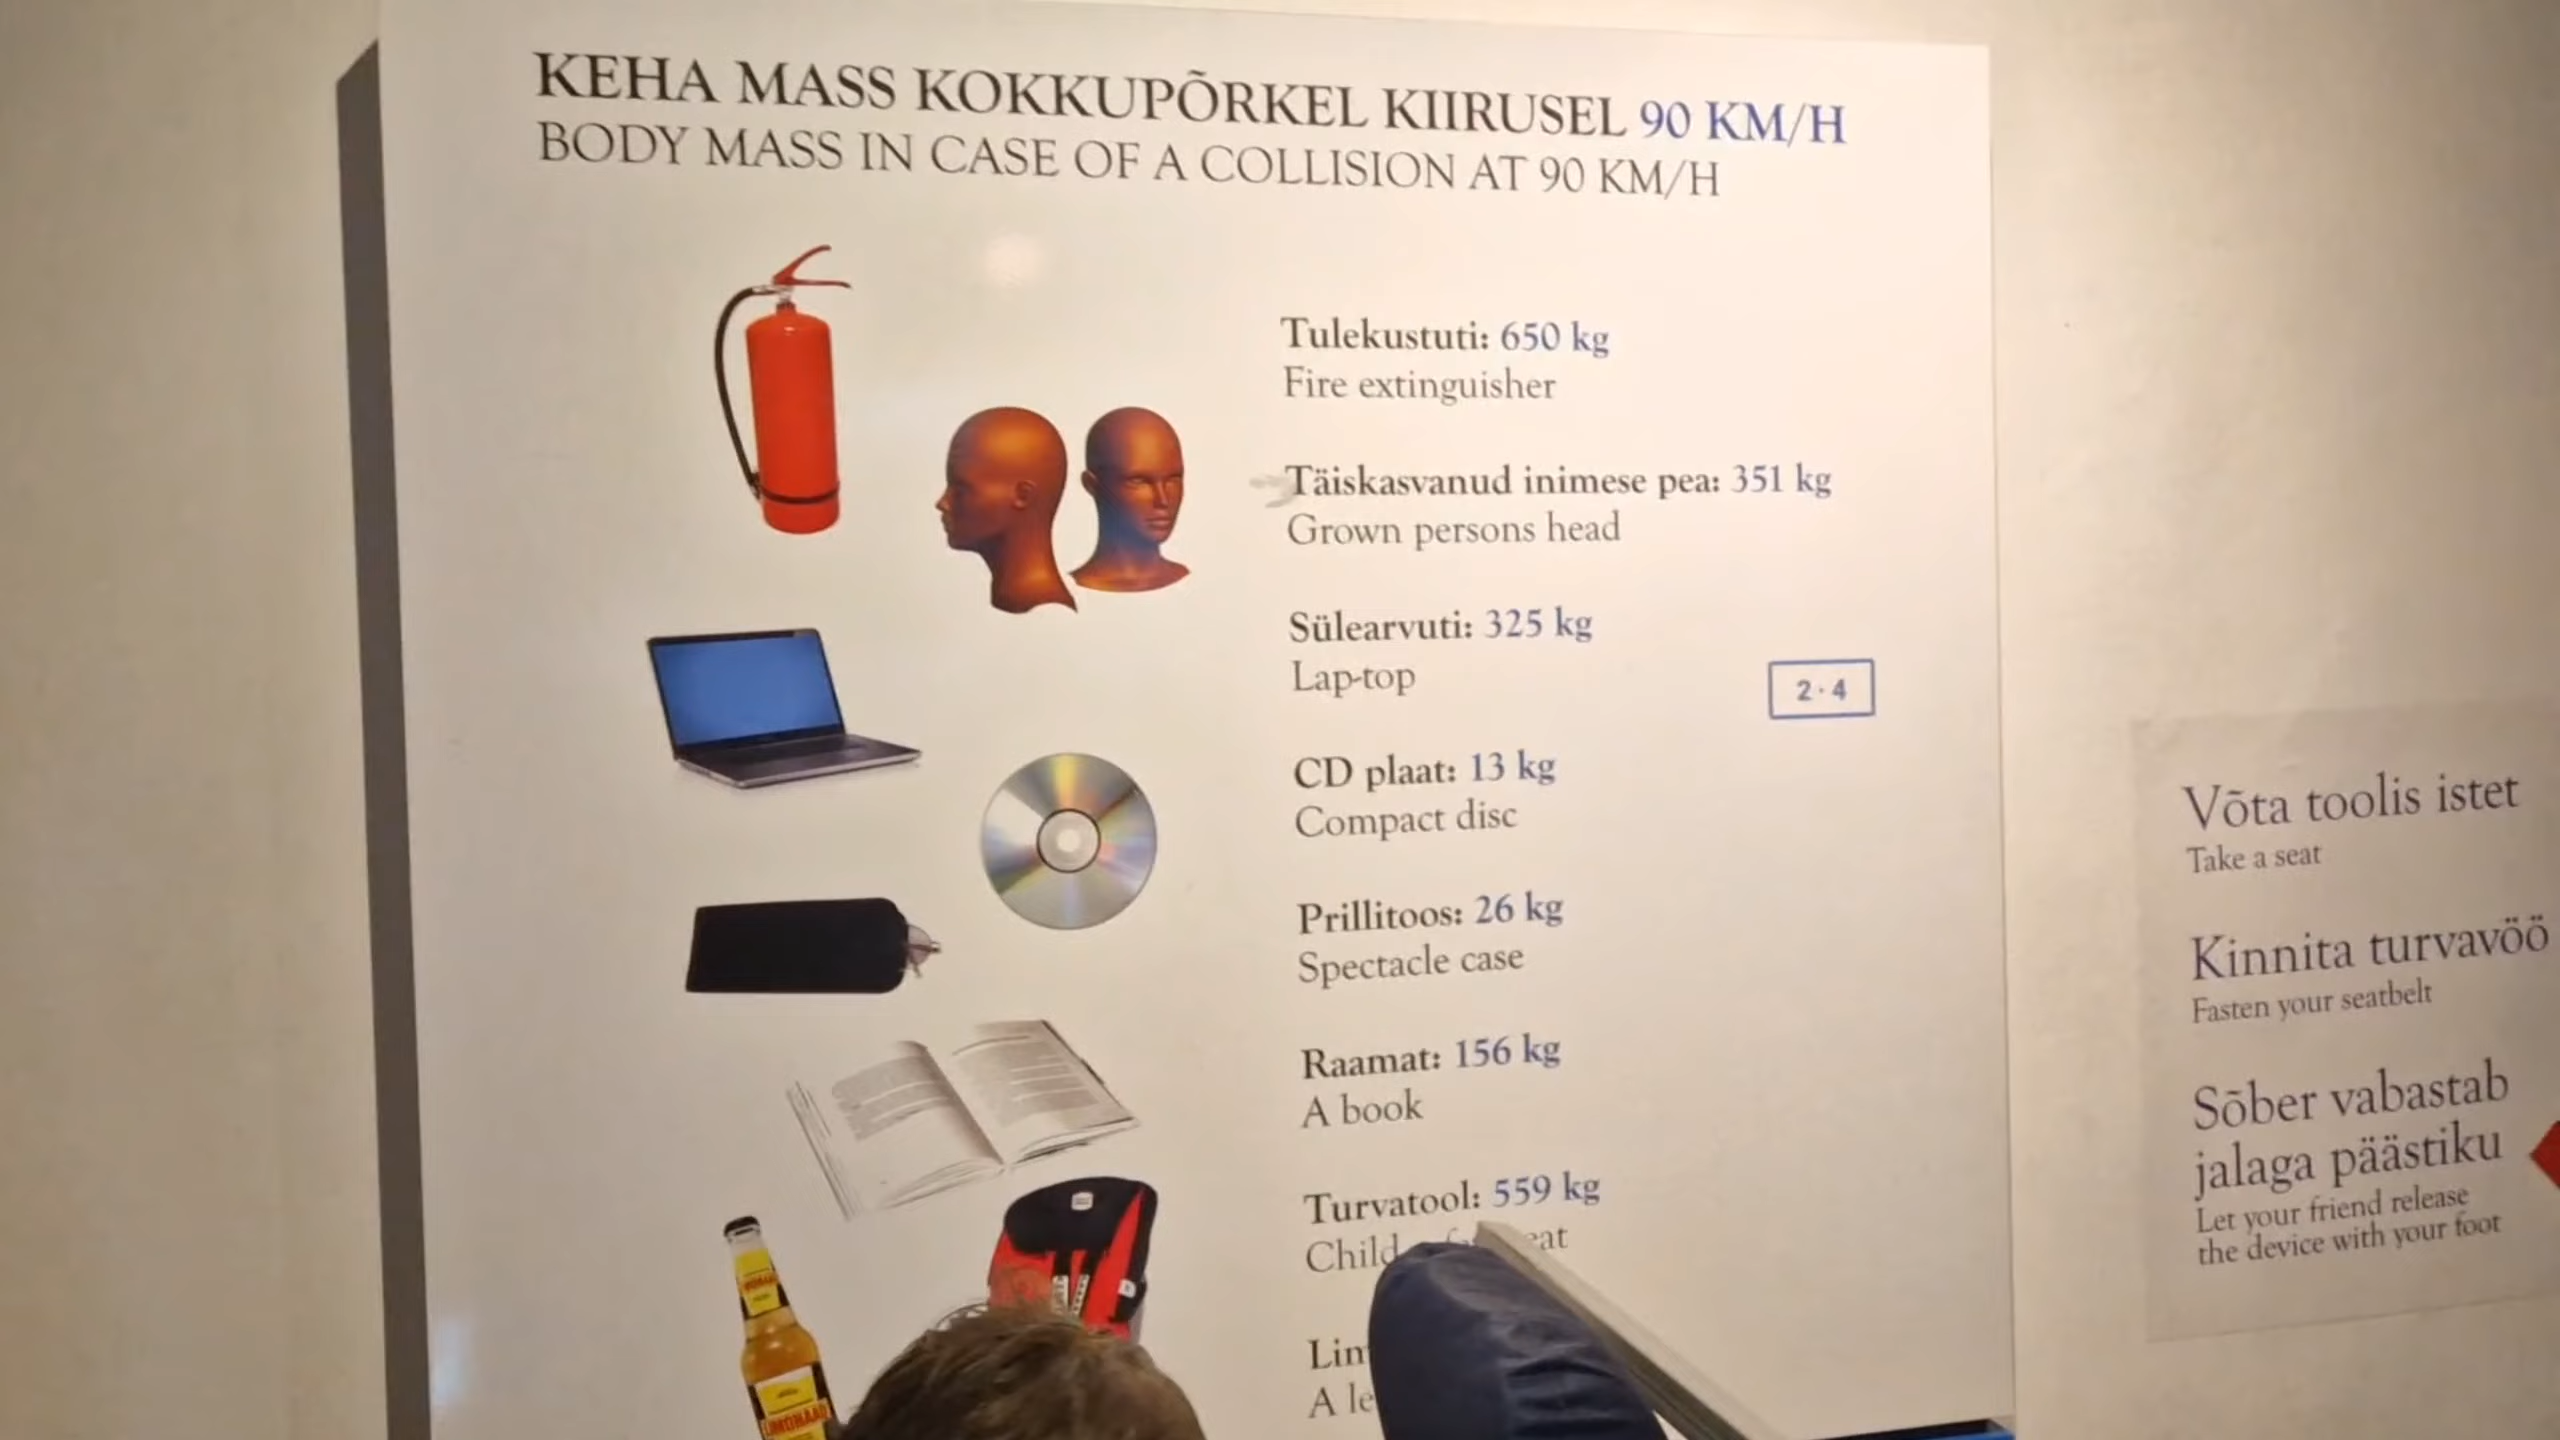 KEHA MASS KOKKUPÕRKEL KIIRUSEL 90 KM/H
BODY MASS IN CASE OF A COLLISION AT 90 KM/H
Tulekustuti: 650 kg
Fire extinguisher
Täiskasvanud inimese pea: 351 kg
Grown persons head
Sülearvuti: 325 kg
Lap-top
2·4
CD plaat: 13 kg
Compact disc
Prillitoos: 26 kg
Spectacle case
Raamat: 156 kg
A book
Turvatool: 559 kg
Child
A
LIMONAAD
Võta toolis istet
Take a seat
Kinnita turvavöö
Fasten your seatbelt
Sõber vabastab
jalaga päästiku
Let your friend release
the device with your foot